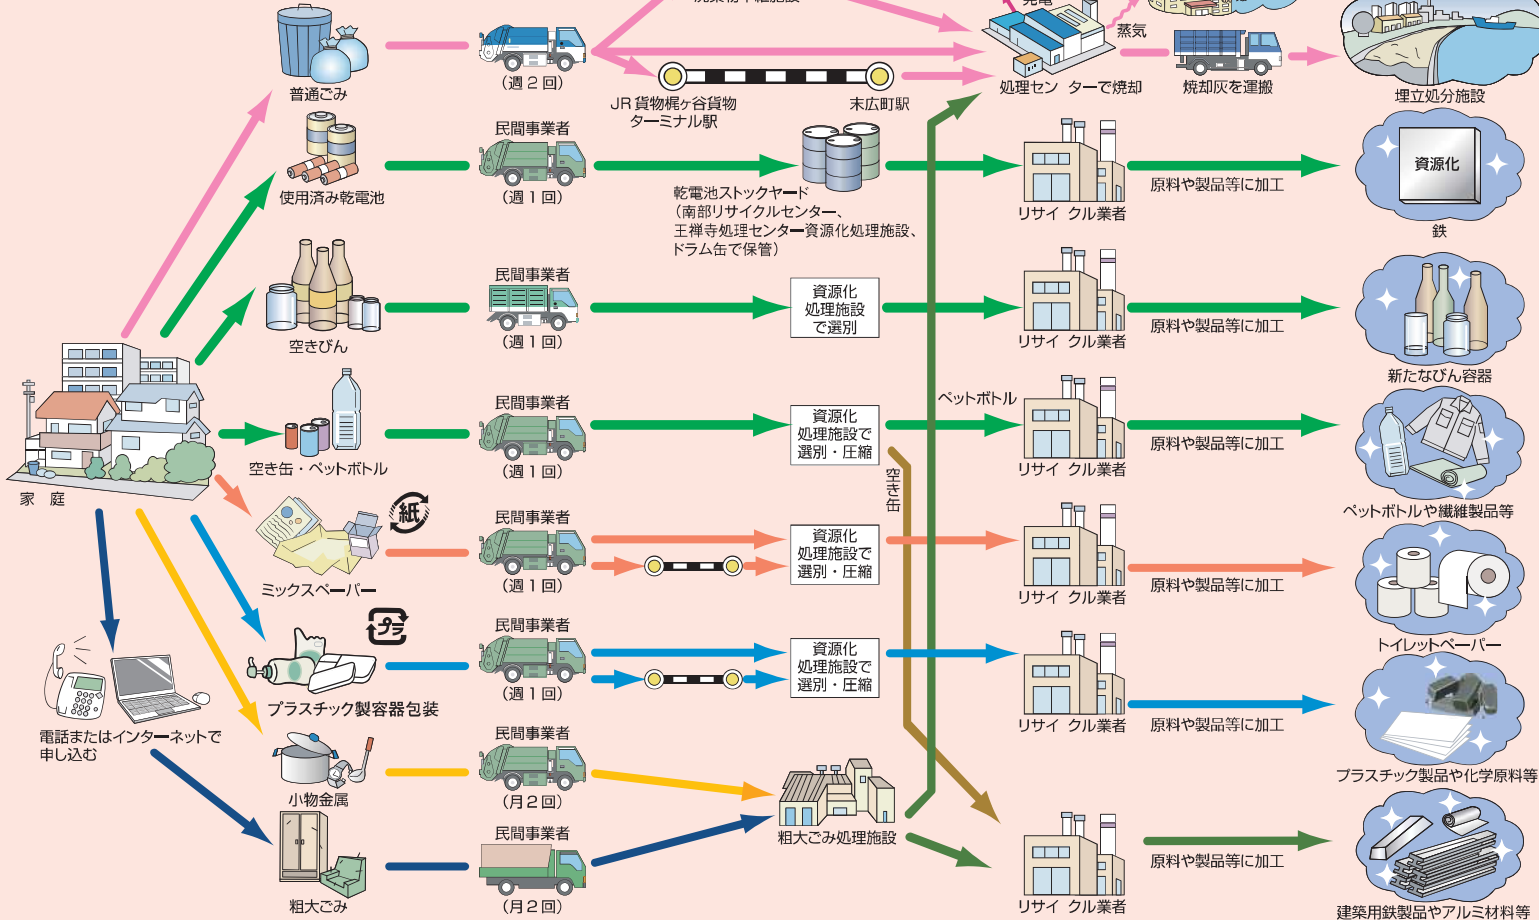 発電
蒸気
普通ごみ
(週2回)
JR貨物梶ヶ谷貨物
ターミナル駅
末広町駅
処理センターで焼却
焼却灰を運搬
埋立処分施設
使用済み乾電池
民間事業者
(週1回)
乾電池ストックヤード
(南部リサイクルセンター、
王禅寺処理センター資源化処理施設、
ドラム缶で保管)
リサイクル業者
原料や製品等に加工
資源化
鉄
空きびん
民間事業者
(週1回)
資源化
処理施設
で選別
リサイクル業者
原料や製品等に加工
新たなびん容器
家 庭
空き缶・ペットボトル
民間事業者
(週1回)
資源化
処理施設で
選別・圧縮
ペットボトル
空き缶
リサイクル業者
原料や製品等に加工
ペットボトルや繊維製品等
紙
ミックスペーパー
民間事業者
(週1回)
資源化
処理施設で
選別・圧縮
リサイクル業者
原料や製品等に加工
トイレットペーパー
プラ
プラスチック製容器包装
民間事業者
(週1回)
資源化
処理施設で
選別・圧縮
リサイクル業者
原料や製品等に加工
プラスチック製品や化学原料等
電話またはインターネットで
申し込む
小物金属
民間事業者
(月2回)
粗大ごみ処理施設
粗大ごみ
民間事業者
(月2回)
リサイクル業者
原料や製品等に加工
建築用鉄製品やアルミ材料等